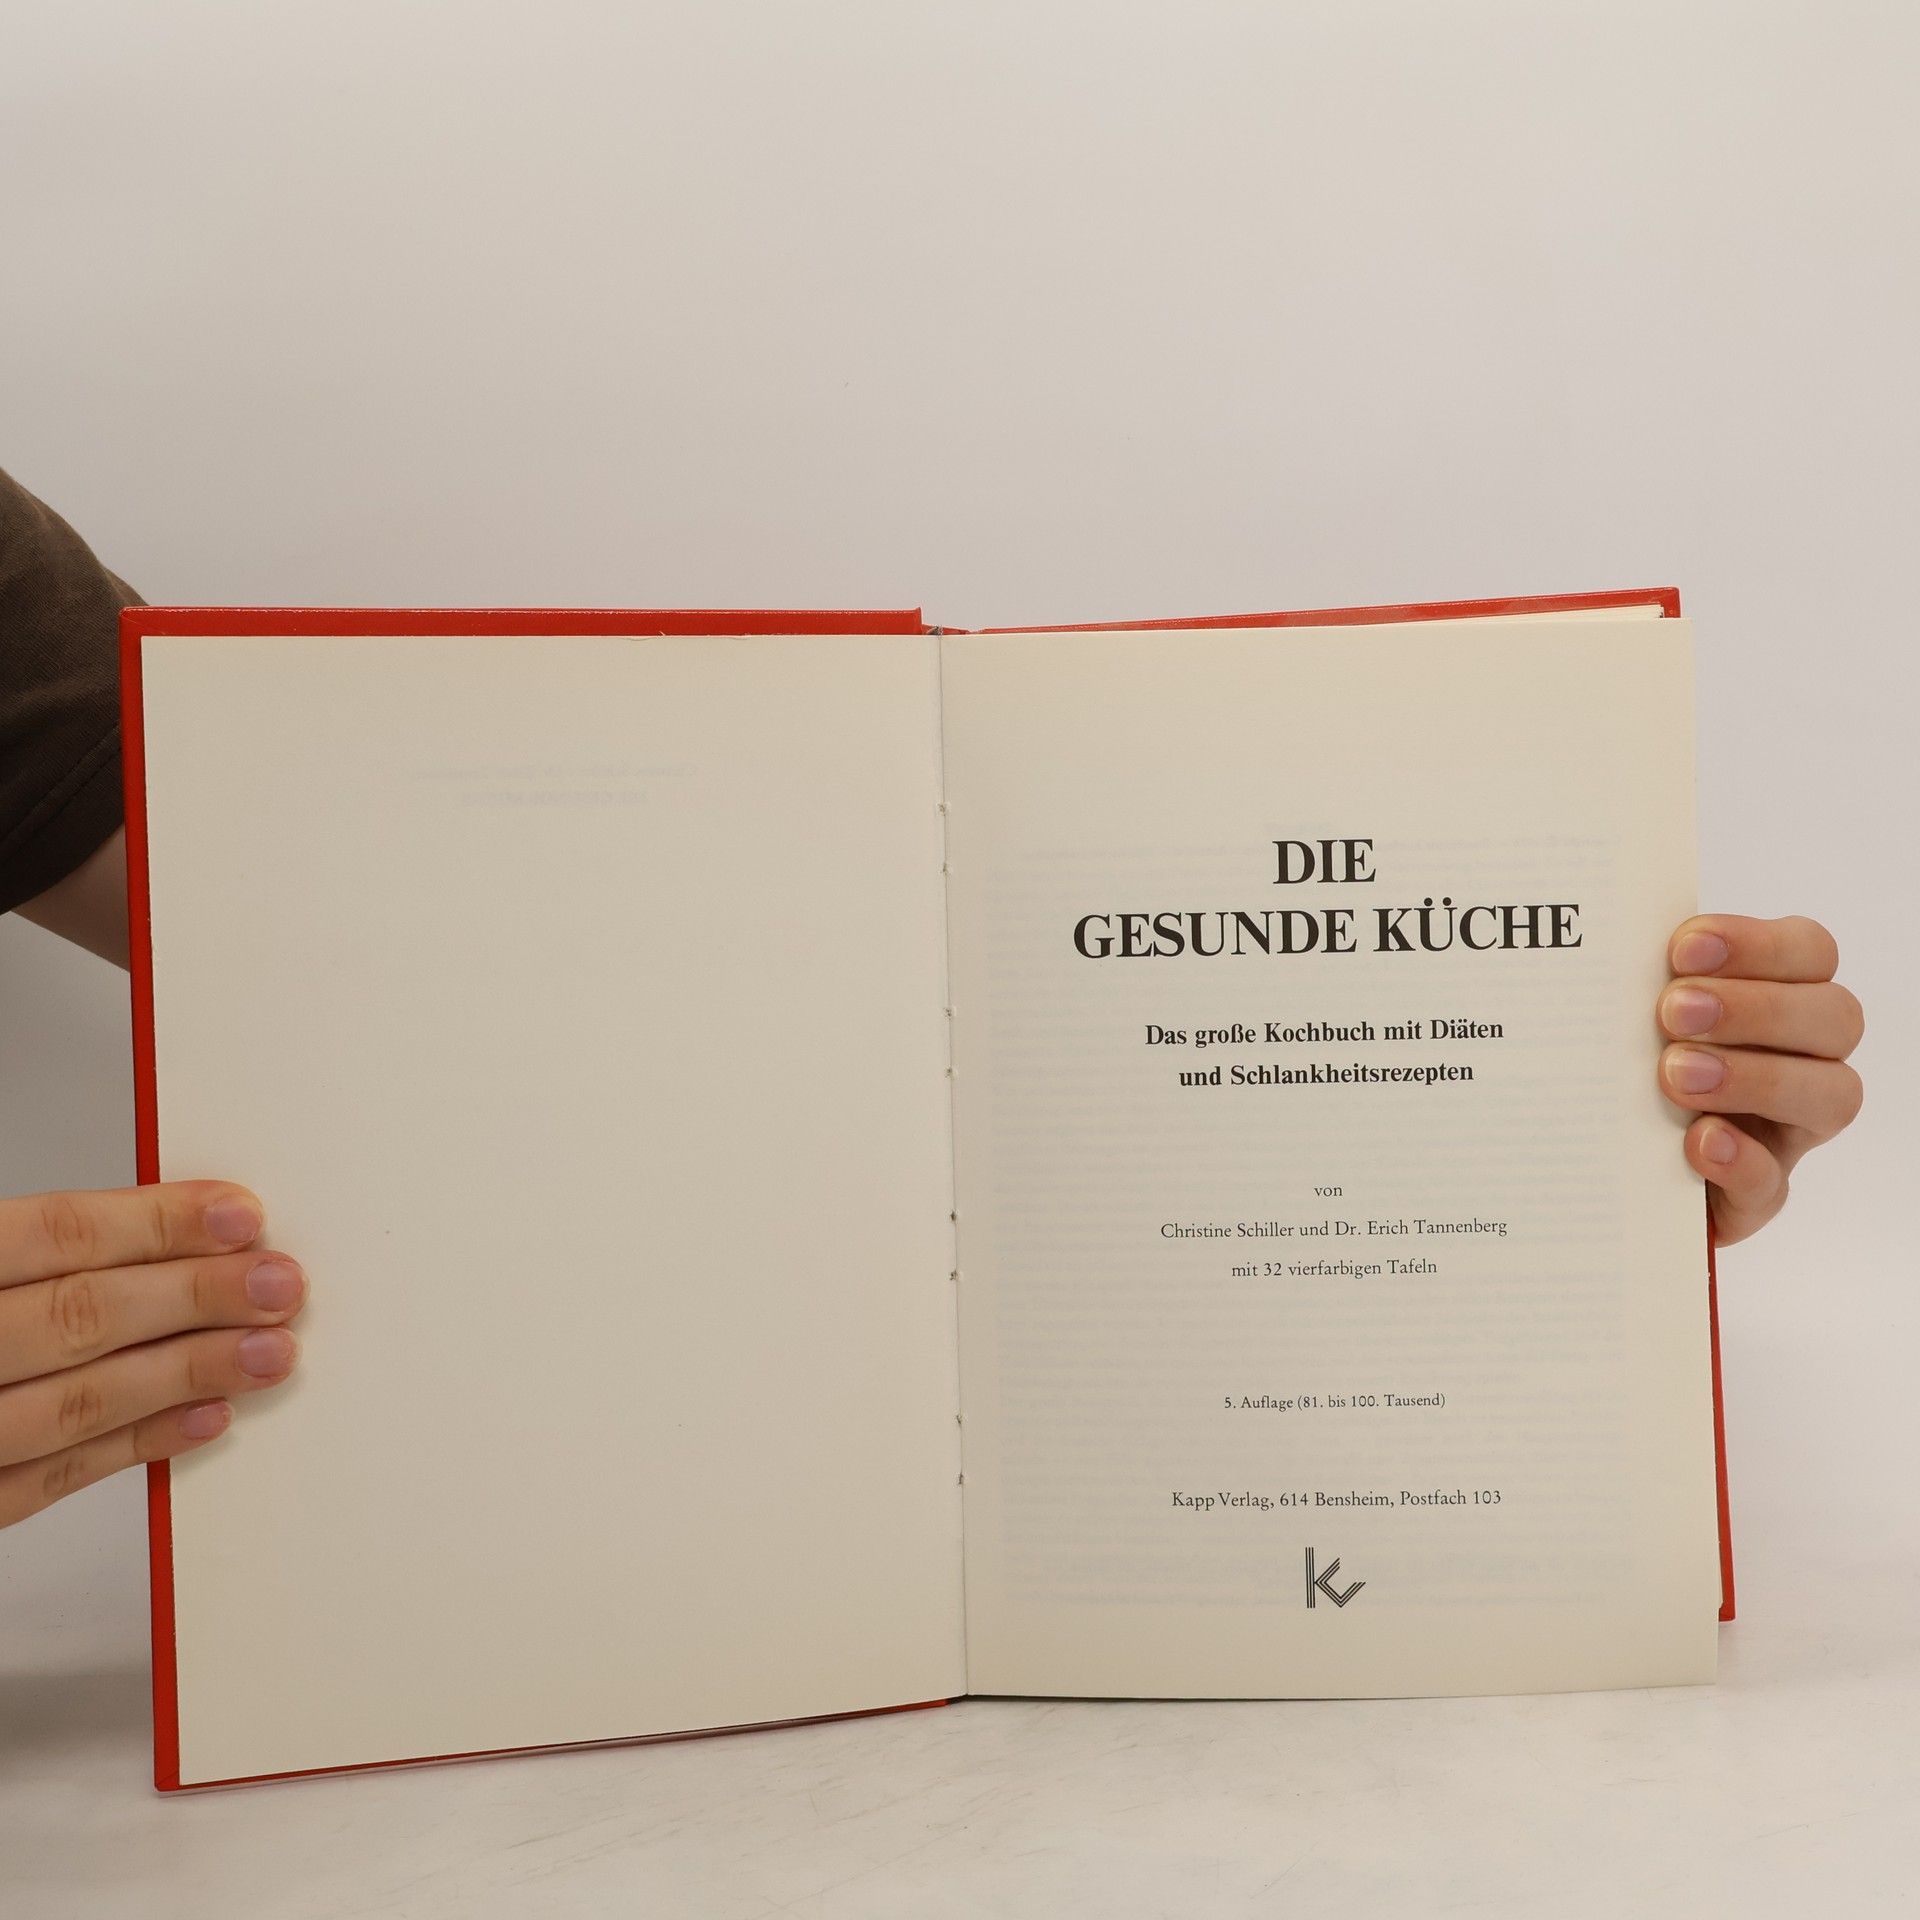 DIE
GESUNDE KÜCHE
Das große Kochbuch mit Diäten
und Schlankheitsrezepten
von
Christine Schiller und Dr. Erich Tannenberg
mit 32 vierfarbigen Tafeln
5. Auflage (81. bis 100. Tausend)
Kapp Verlag, 614 Bensheim, Postfach 103